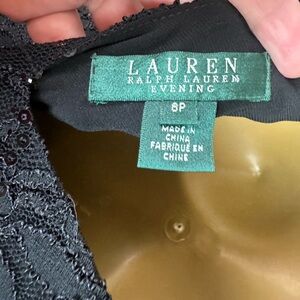 LAUREN
RALPH LAUREN
EVENING
8P
MADE IN
CHINA
FABRIQUÉ EN
CHINE